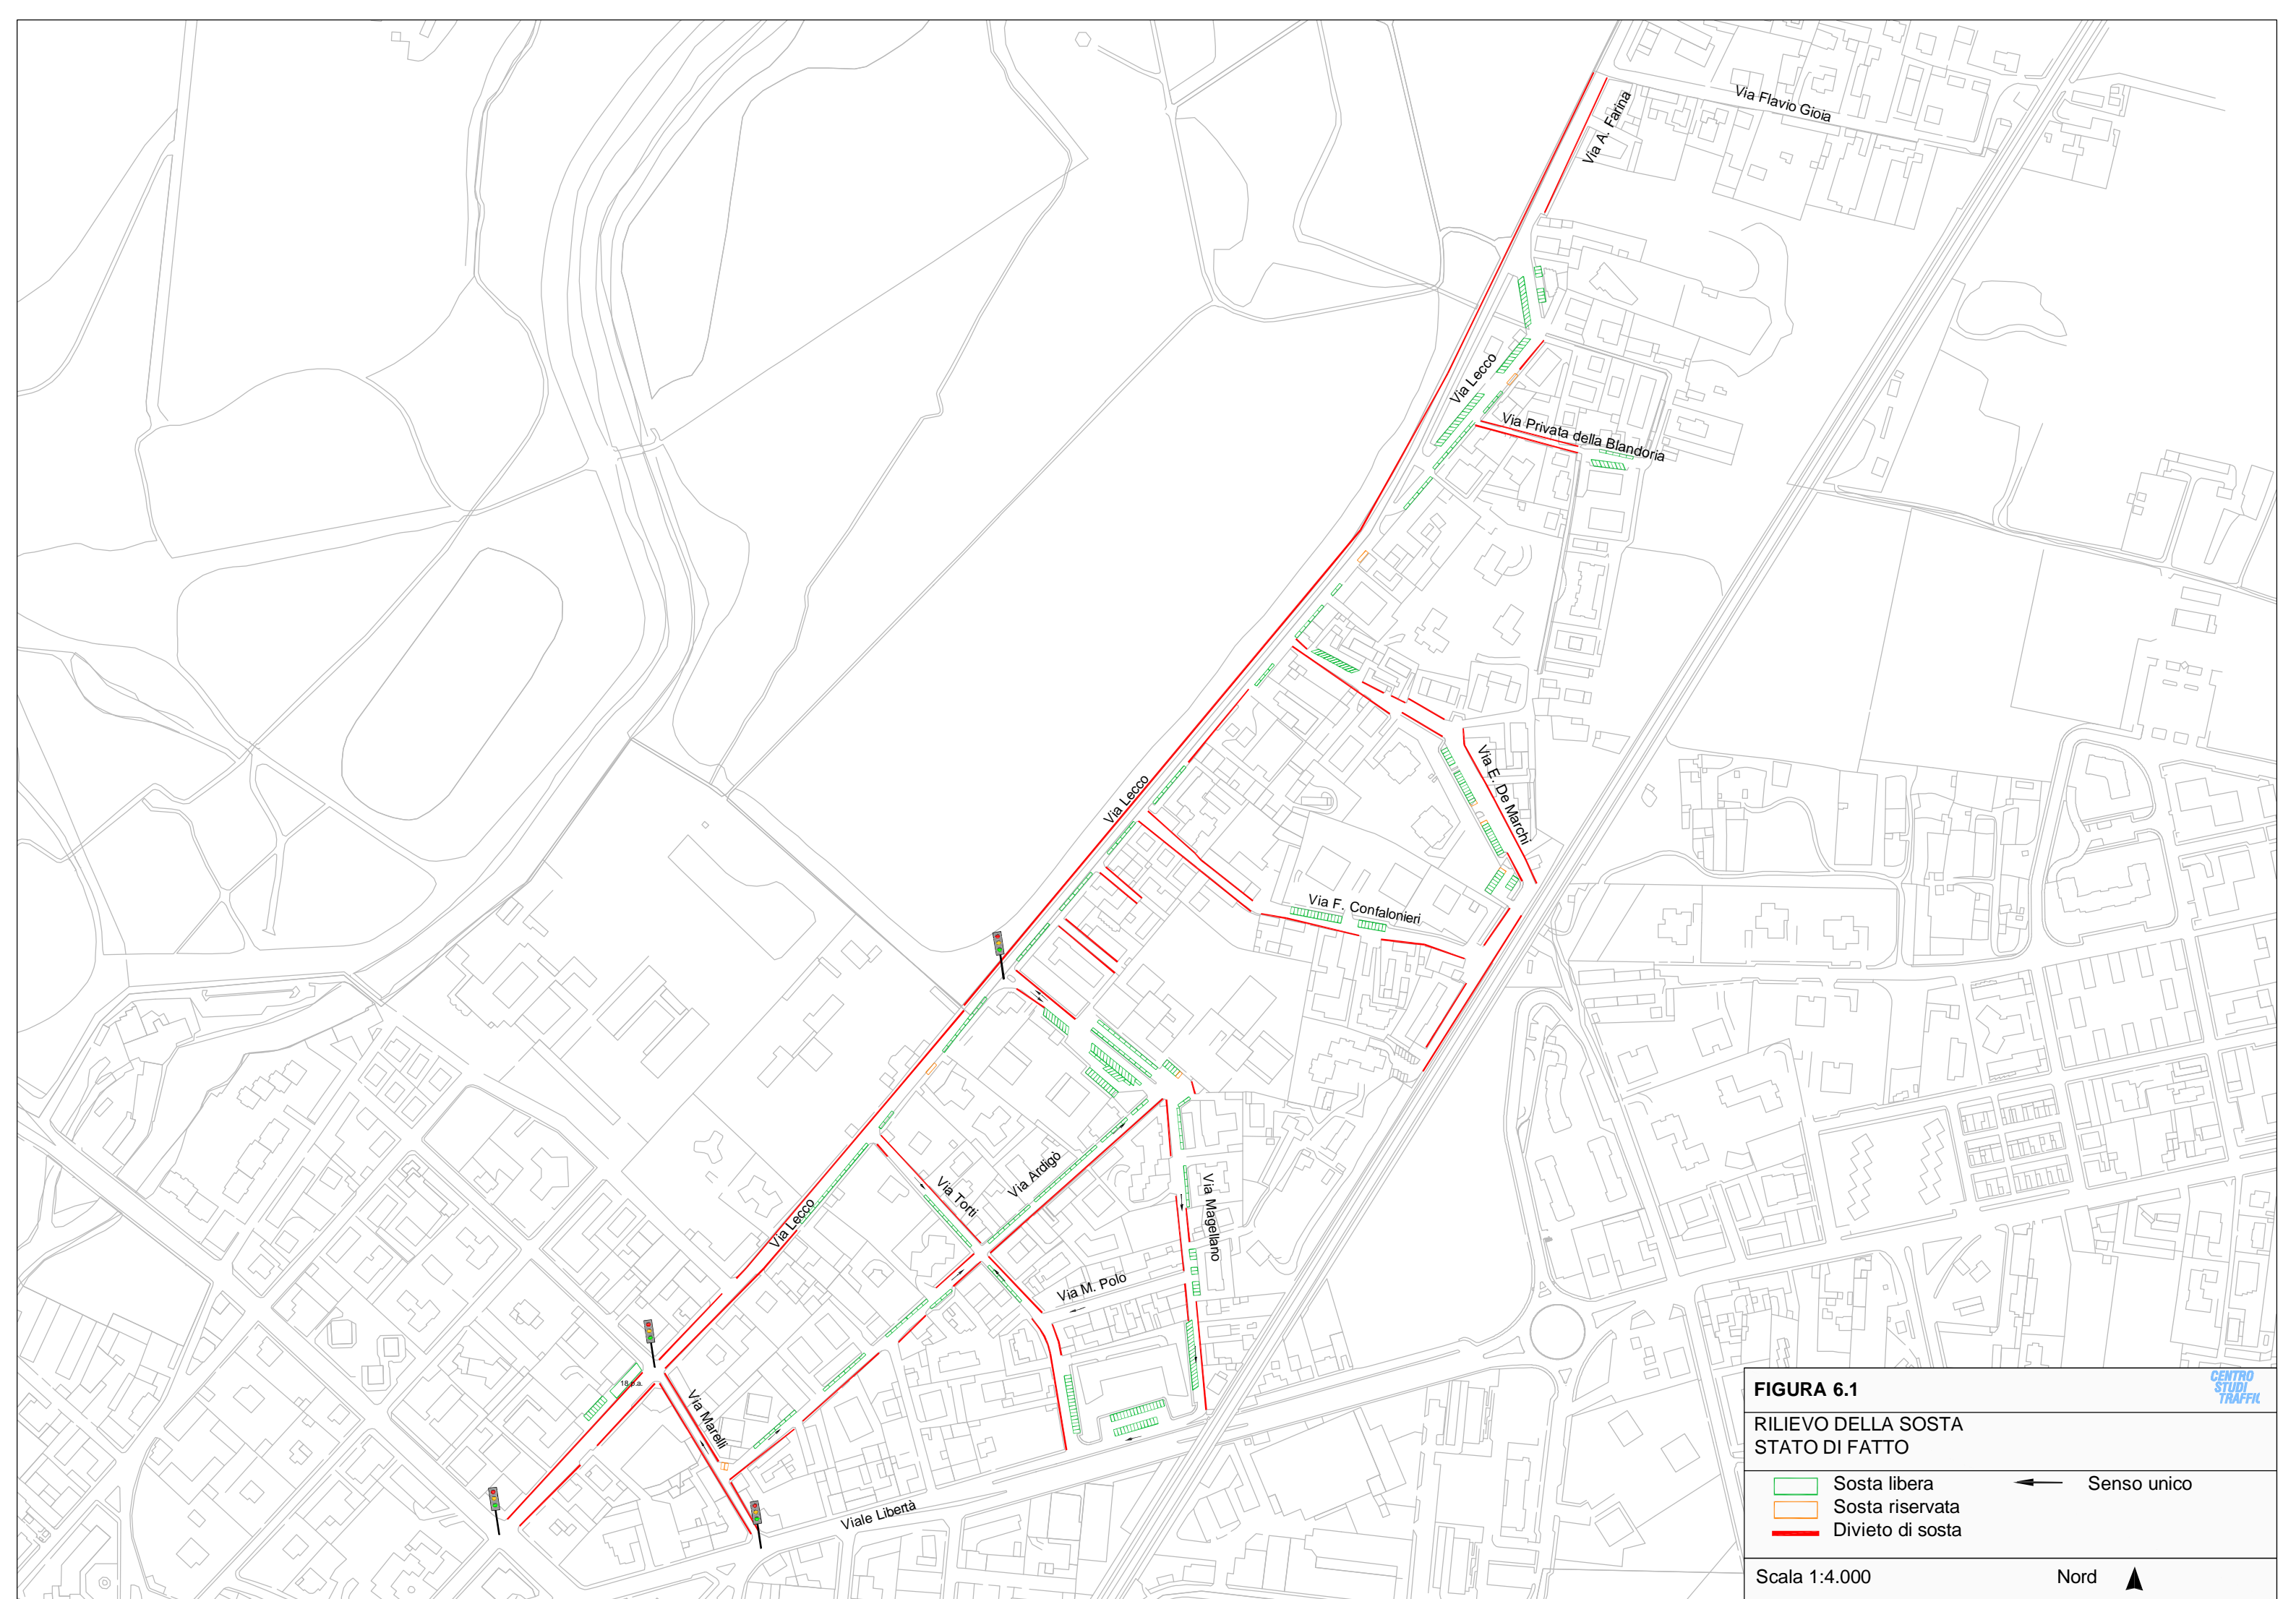 Via Flavio Gioia
Via A. Farina
Via Lecco
Via Privata della Blandoria
Via E. De Marchi
Via Lecco
Via F. Confalonieri
Via Ardigò
Via Torti
Via Magellano
Via Lecco
Via M. Polo
18 p.a.
Via Marelli
Viale Libertà
FIGURA 6.1
CENTRO
STUDI
TRAFFI
RILIEVO DELLA SOSTA
STATO DI FATTO
Sosta libera
Senso unico
Sosta riservata
Divieto di sosta
Scala 1:4.000
Nord